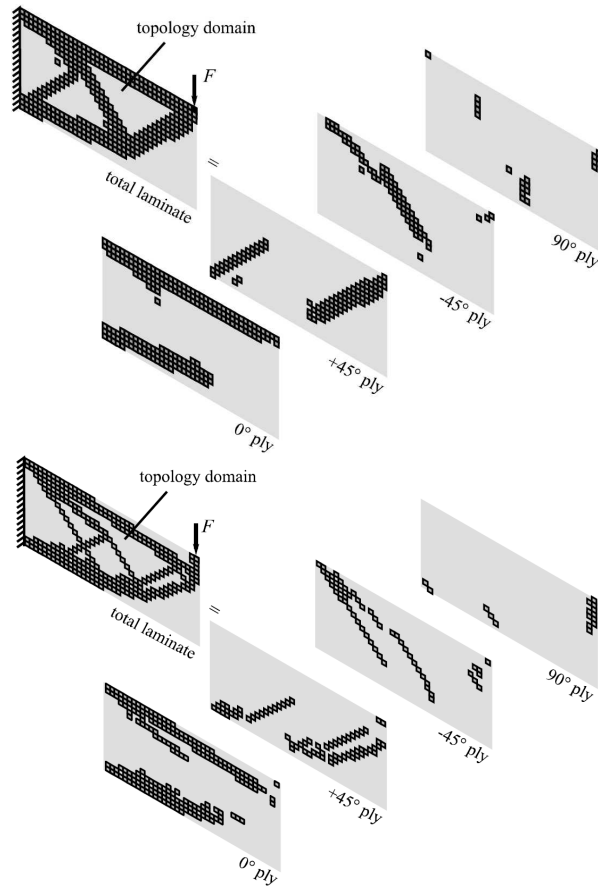 topology domain
F
total laminate
=
90° ply
-45° ply
+45° ply
0° ply
topology domain
F
total laminate
=
90° ply
-45° ply
+45° ply
0° ply